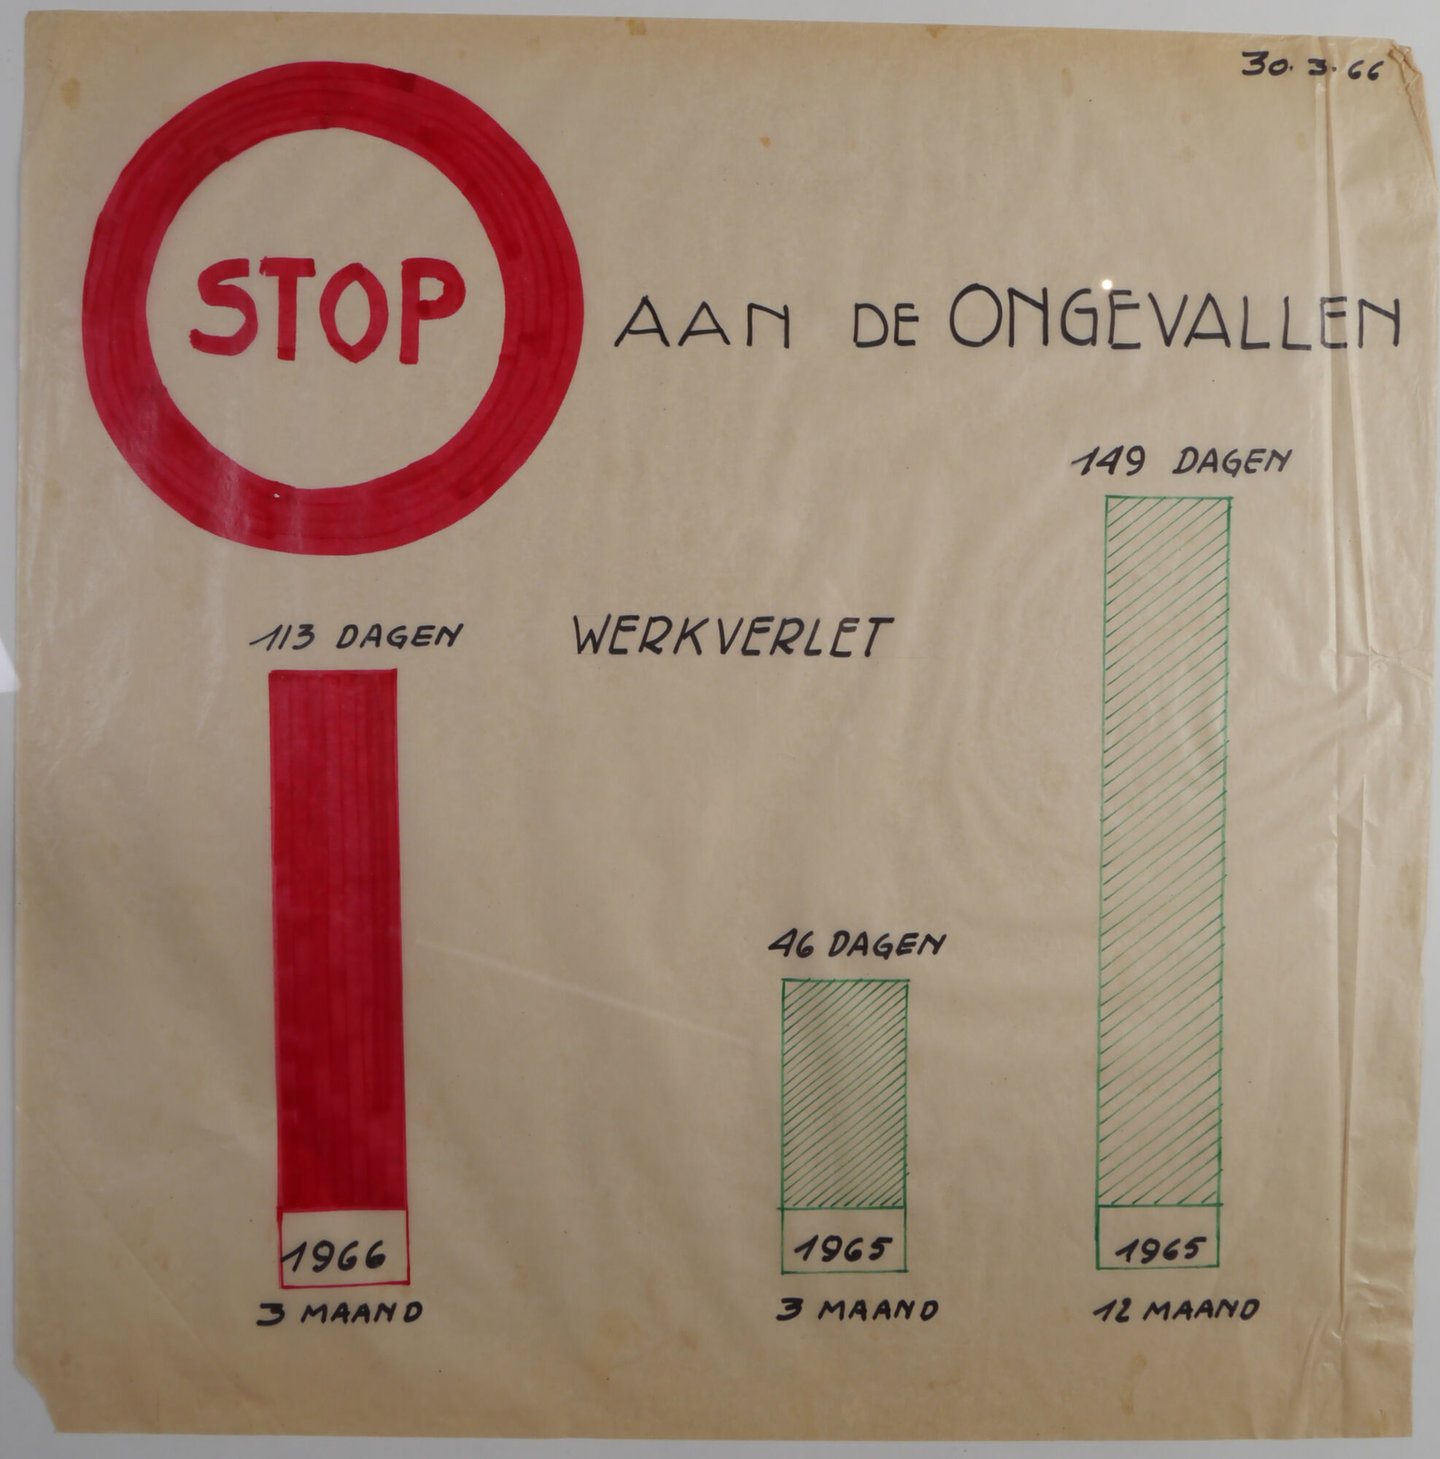 30.3.66
STOP AAN DE ONGEVALLEN
149 DAGEN
113 DAGEN
WERKVERLET
46 DAGEN
1966
1965
1965
3 MAAND
3 MAAND
12 MAAND